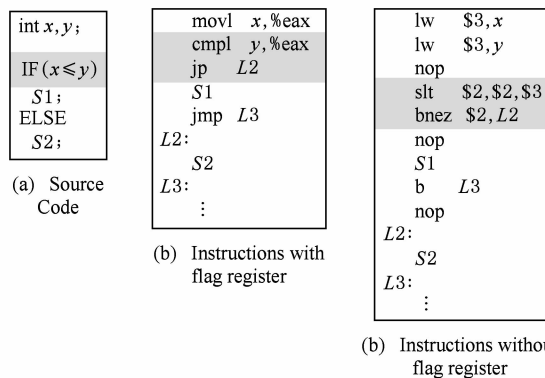 int x, y;
IF(x⩽y)
S1;
ELSE
S2;
(a) Source
Code
movl x,%eax
cmpl y,%eax
jp L2
S1
jmp L3
L2:
S2
L3:
⋮
(b) Instructions with
flag register
lw $3,x
lw $3,y
nop
slt $2,$2,$3
bnez $2,L2
nop
S1
b L3
nop
L2:
S2
L3:
⋮
(b) Instructions withou
flag register